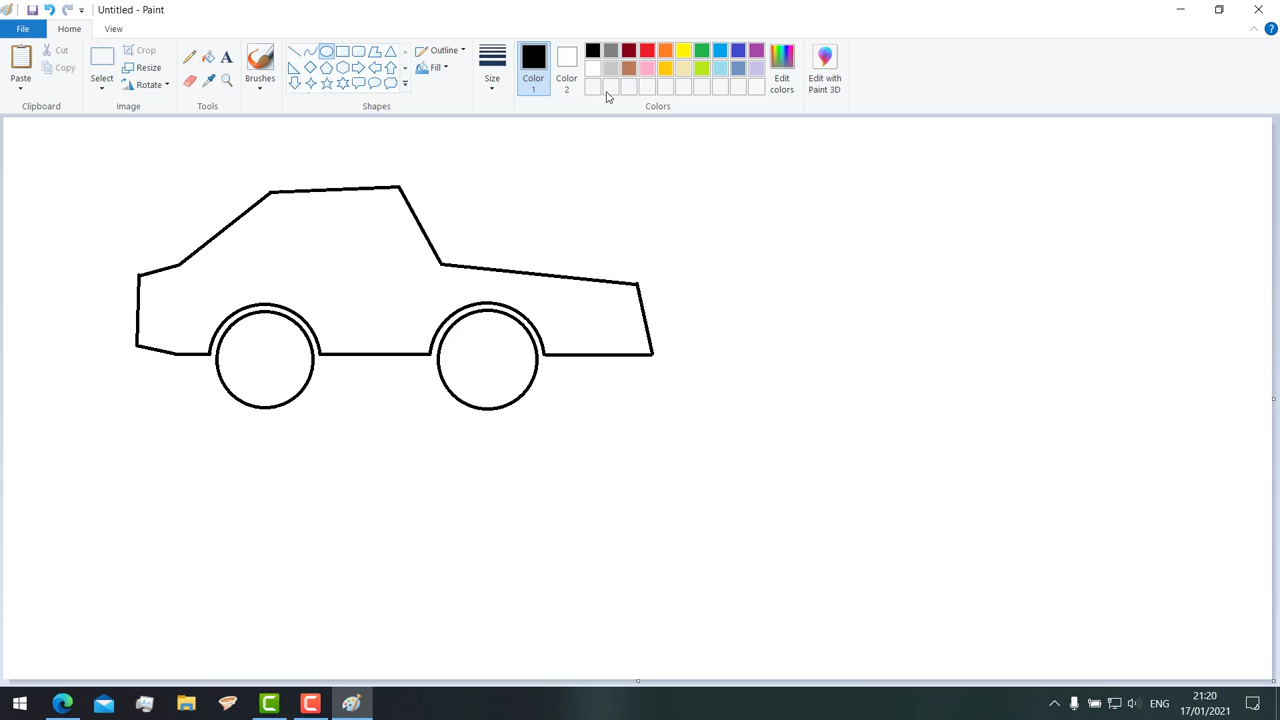 Untitled - Paint
File
Home
View
Paste
Cut
Copy
Clipboard
Select
Crop
Resize
Rotate
Image
A
Tools
Brushes
Outline
Fill
Shapes
Size
Color
1
Color
2
Edit
colors
Colors
Edit with
Paint 3D
ENG
21:20
17/01/2021